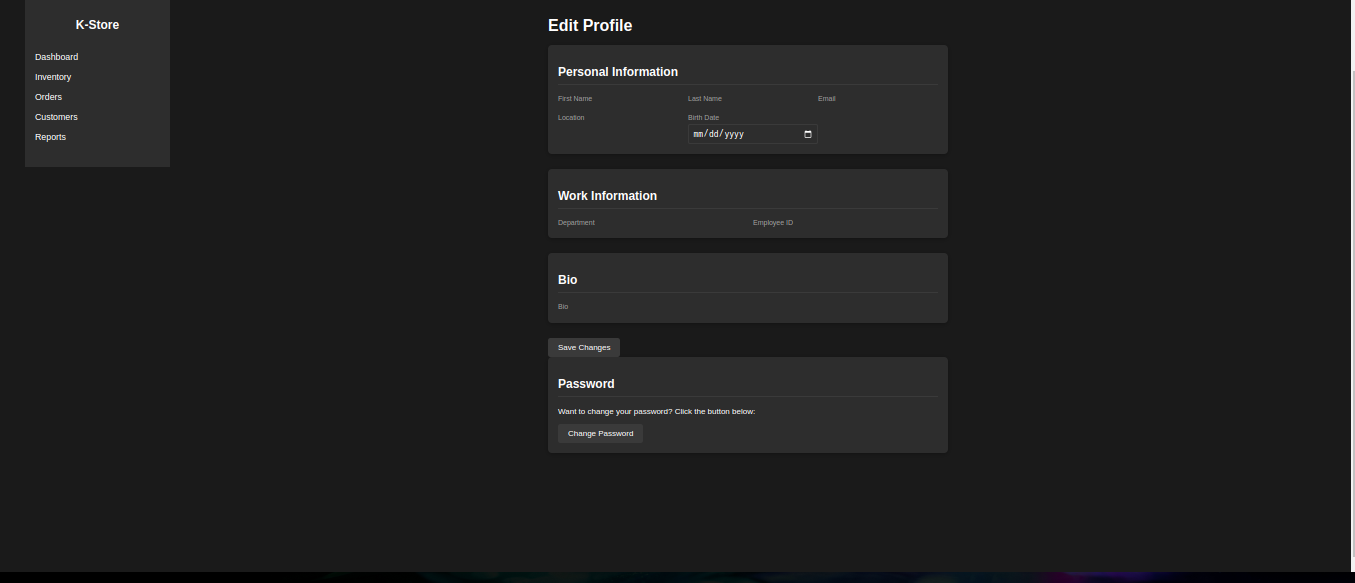 K-Store
Dashboard
Inventory
Orders
Customers
Reports
Edit Profile
Personal Information
First Name Last Name Email
Location Birth Date
mm/dd/yyyy
Work Information
Department Employee ID
Bio
Bio
Save Changes
Password
Want to change your password? Click the button below:
Change Password